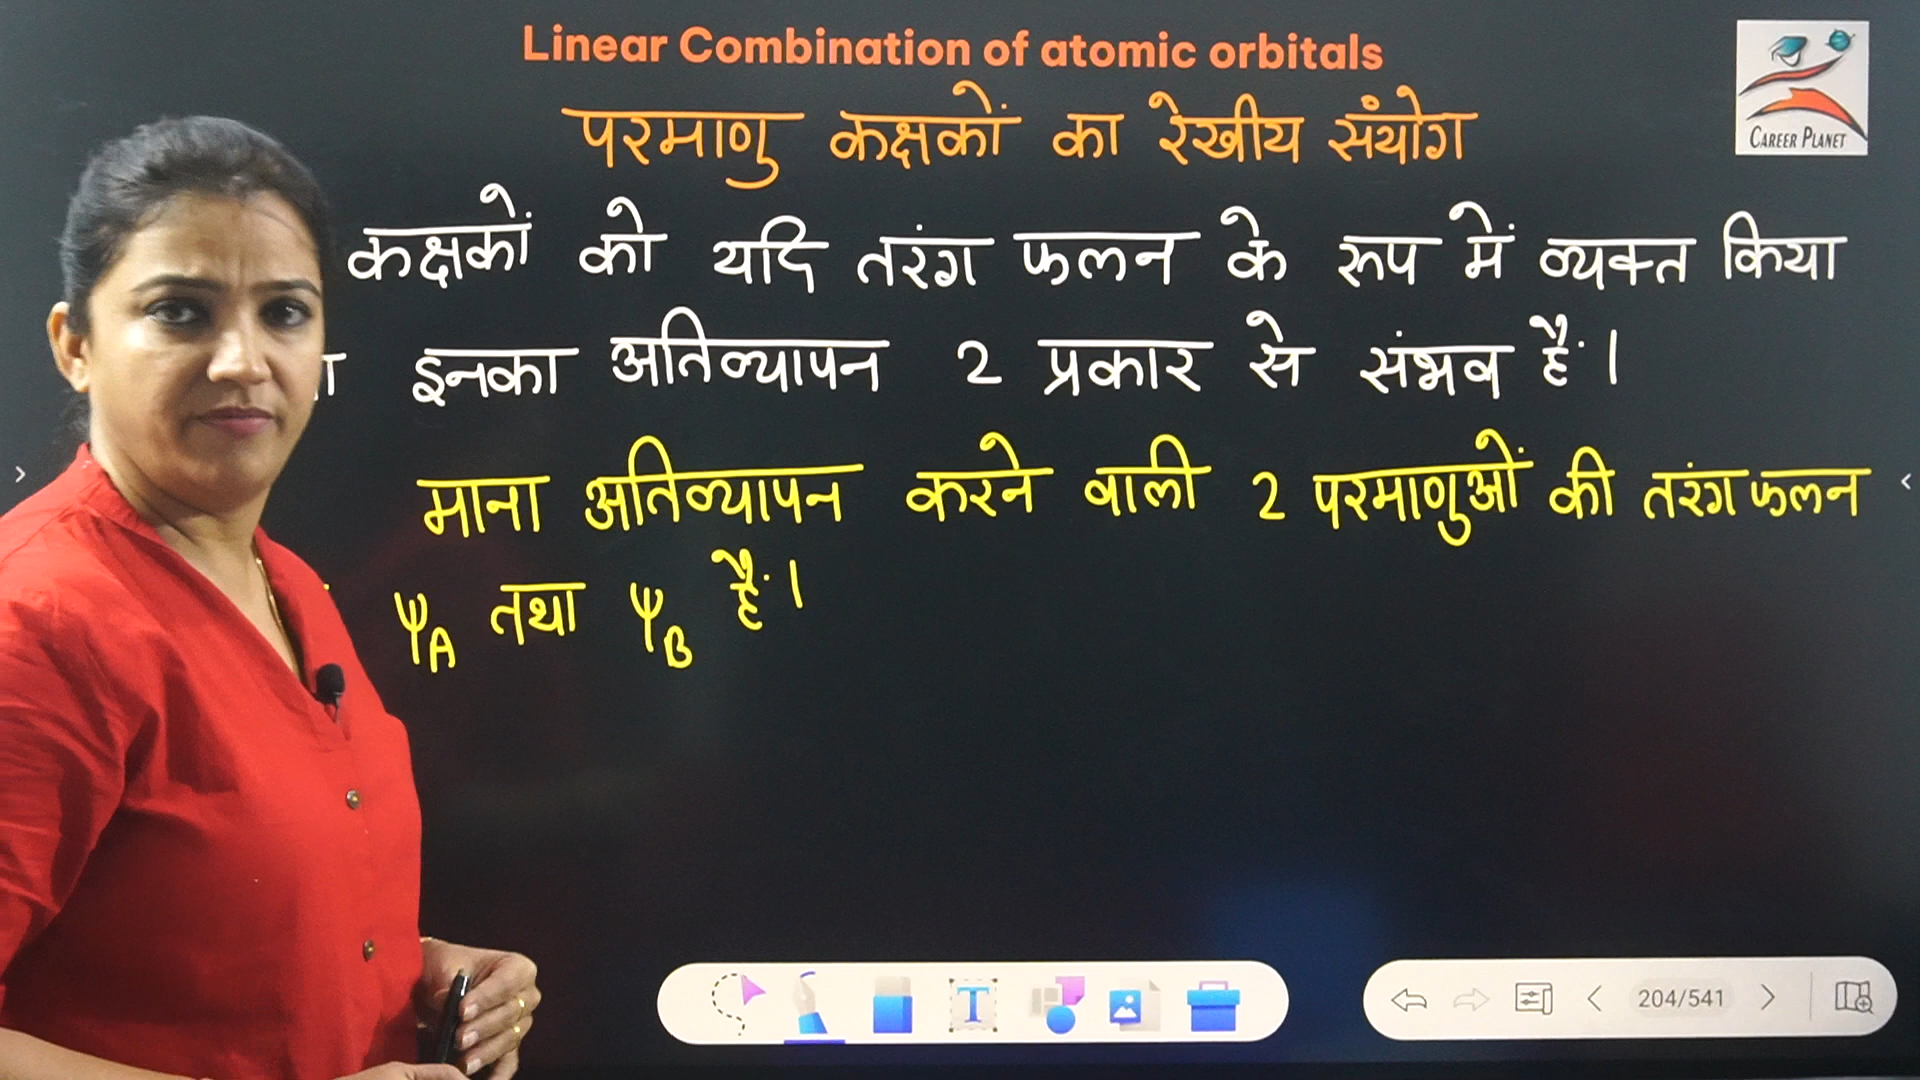 Linear Combination of atomic orbitals
परमाणु कक्षकों का रेखीय संयोग
CAREER PLANET
कक्षकों को यदि तरंग फलन के रूप में व्यक्त किया
इनका अतिव्यापन 2 प्रकार से संभव हैं।
माना अतिव्यापन करने वाली 2 परमाणुओं की तरंग फलन
ψA तथा ψB हैं।
T
204/541